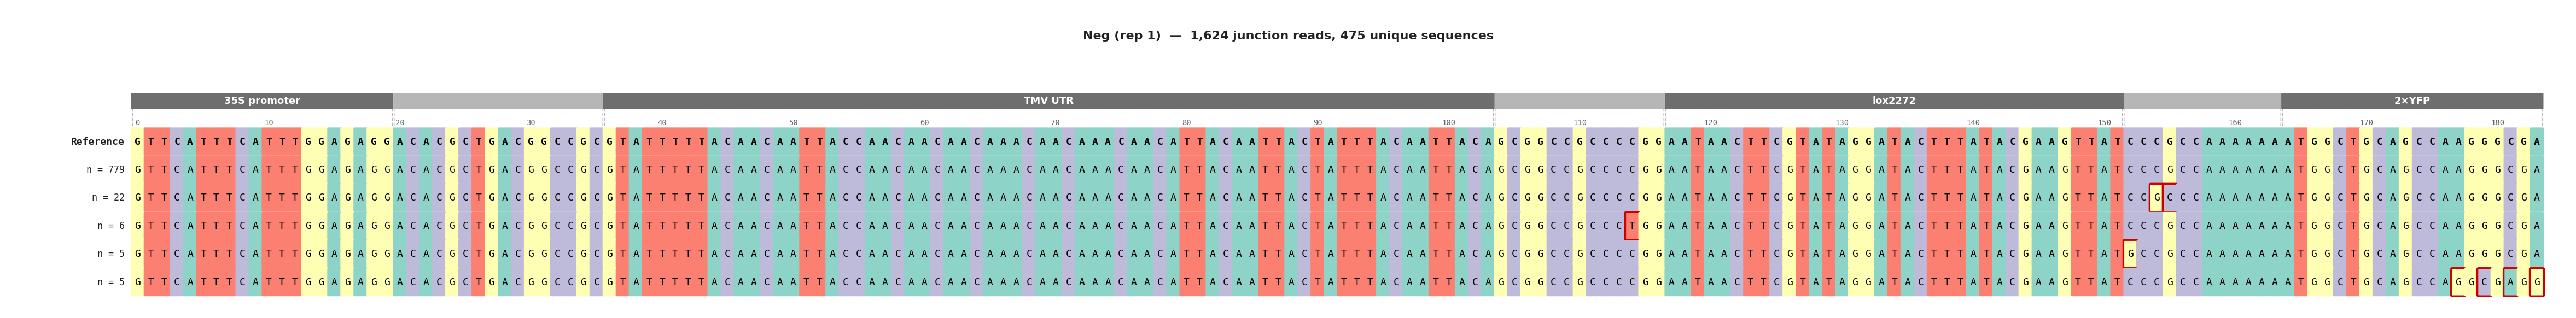 Neg (rep 1) — 1,624 junction reads, 475 unique sequences
35S promoter TMV UTR lox2272 2×YFP
0 10 20 30 40 50 60 70 80 90 100 110 120 130 140 150 160 170 180
Reference GTTCATTTCATTTGGAGAGGACACGCTGACGGCCGCGTATTTTTACAACAATTACCAACAACAACAAACAACAAACAACATTACAATTACTATTTACAATTACAGCGGCCGCCCCGGAATAACTTCGTATAGGATACTTTATACGAAGTTATCCCGCCAAAAAAATGGCTGCAGCCAAGGGCGA
n = 779 GTTCATTTCATTTGGAGAGGACACGCTGACGGCCGCGTATTTTTACAACAATTACCAACAACAACAAACAACAAACAACATTACAATTACTATTTACAATTACAGCGGCCGCCCCGGAATAACTTCGTATAGGATACTTTATACGAAGTTATCCCGCCAAAAAAATGGCTGCAGCCAAGGGCGA
n = 22 GTTCATTTCATTTGGAGAGGACACGCTGACGGCCGCGTATTTTTACAACAATTACCAACAACAACAAACAACAAACAACATTACAATTACTATTTACAATTACAGCGGCCGCCCCGGAATAACTTCGTATAGGATACTTTATACGAAGTTATCCGCCCAAAAAAATGGCTGCAGCCAAGGGCGA
n = 6 GTTCATTTCATTTGGAGAGGACACGCTGACGGCCGCGTATTTTTACAACAATTACCAACAACAACAAACAACAAACAACATTACAATTACTATTTACAATTACAGCGGCCGCCCTGGAATAACTTCGTATAGGATACTTTATACGAAGTTATCCCGCCAAAAAAATGGCTGCAGCCAAGGGCGA
n = 5 GTTCATTTCATTTGGAGAGGACACGCTGACGGCCGCGTATTTTTACAACAATTACCAACAACAACAAACAACAAACAACATTACAATTACTATTTACAATTACAGCGGCCGCCCCGGAATAACTTCGTATAGGATACTTTATACGAAGTTATGCCGCCAAAAAAATGGCTGCAGCCAAGGGCGA
n = 5 GTTCATTTCATTTGGAGAGGACACGCTGACGGCCGCGTATTTTTACAACAATTACCAACAACAACAAACAACAAACAACATTACAATTACTATTTACAATTACAGCGGCCGCCCCGGAATAACTTCGTATAGGATACTTTATACGAAGTTATCCCGCCAAAAAAATGGCTGCAGCCAGGCGAGG